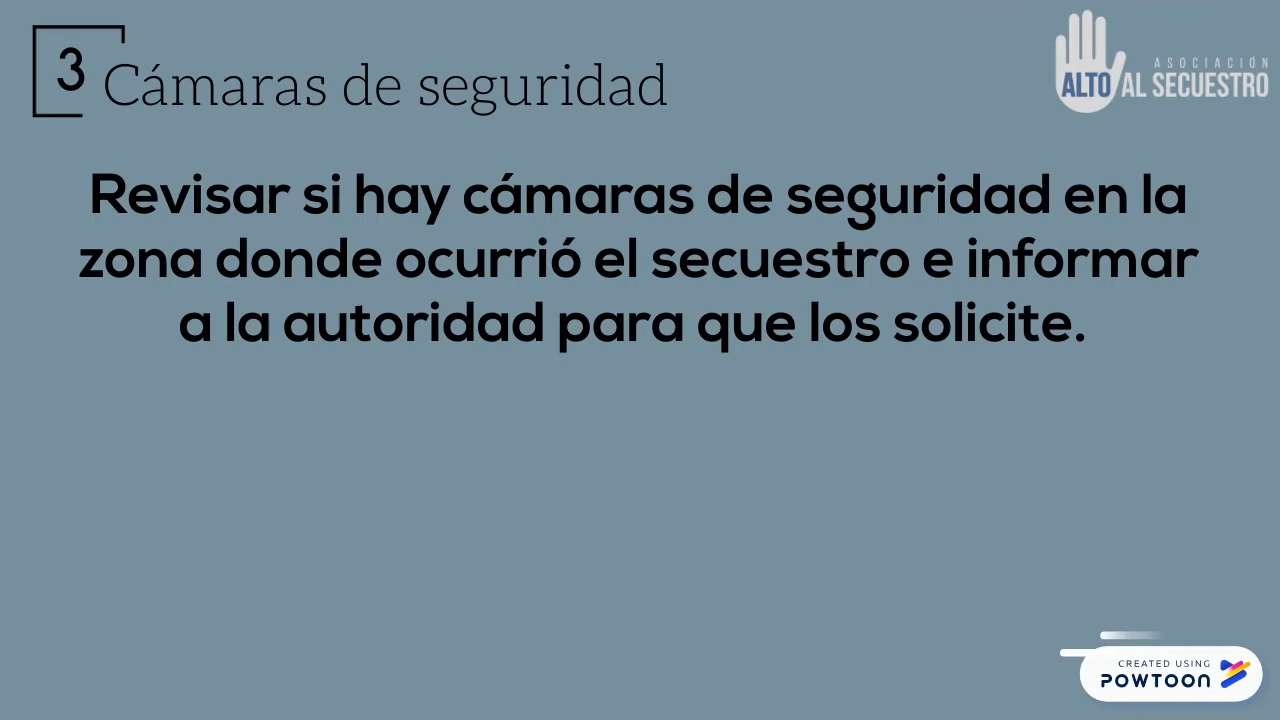 3 Cámaras de seguridad
ASOCIACIÓN
ALTO AL SECUESTRO
Revisar si hay cámaras de seguridad en la
zona donde ocurrió el secuestro e informar
a la autoridad para que los solicite.
CREATED USING
POWTOON